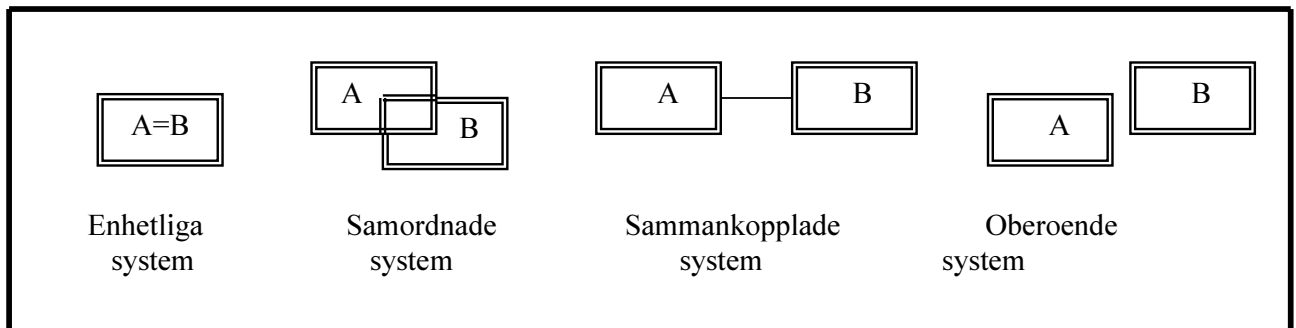 A=B
A
B
A
B
A
B
Enhetliga
system
Samordnade
system
Sammankopplade
system
Oberoende
system